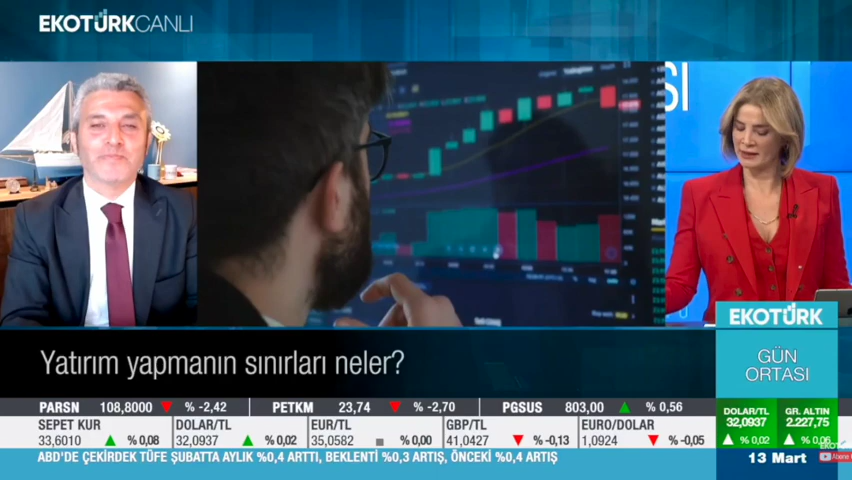 EKOTÜRK CANLI
Yatırım yapmanın sınırları neler?
EKOTÜRK
GÜN
ORTASI
PARSN 108,8000 % -2,42 PETKM 23,74 % -2,70 PGSUS 803,00 % 0,56
SEPET KUR DOLAR/TL EUR/TL GBP/TL EURO/DOLAR
33,6010 % 0,08 32,0937 % 0,02 35,0582 % 0,00 41,0427 % -0,13 1,0924 % -0,05
DOLAR/TL GR. ALTIN
32,0937 2.227,75
% 0,02 % 0,06
ABD'DE ÇEKİRDEK TÜFE ŞUBATTA AYLIK %0,4 ARTTI, BEKLENTİ %0,3 ARTIŞ, ÖNCEKİ %0,4 ARTIŞ
13 Mart